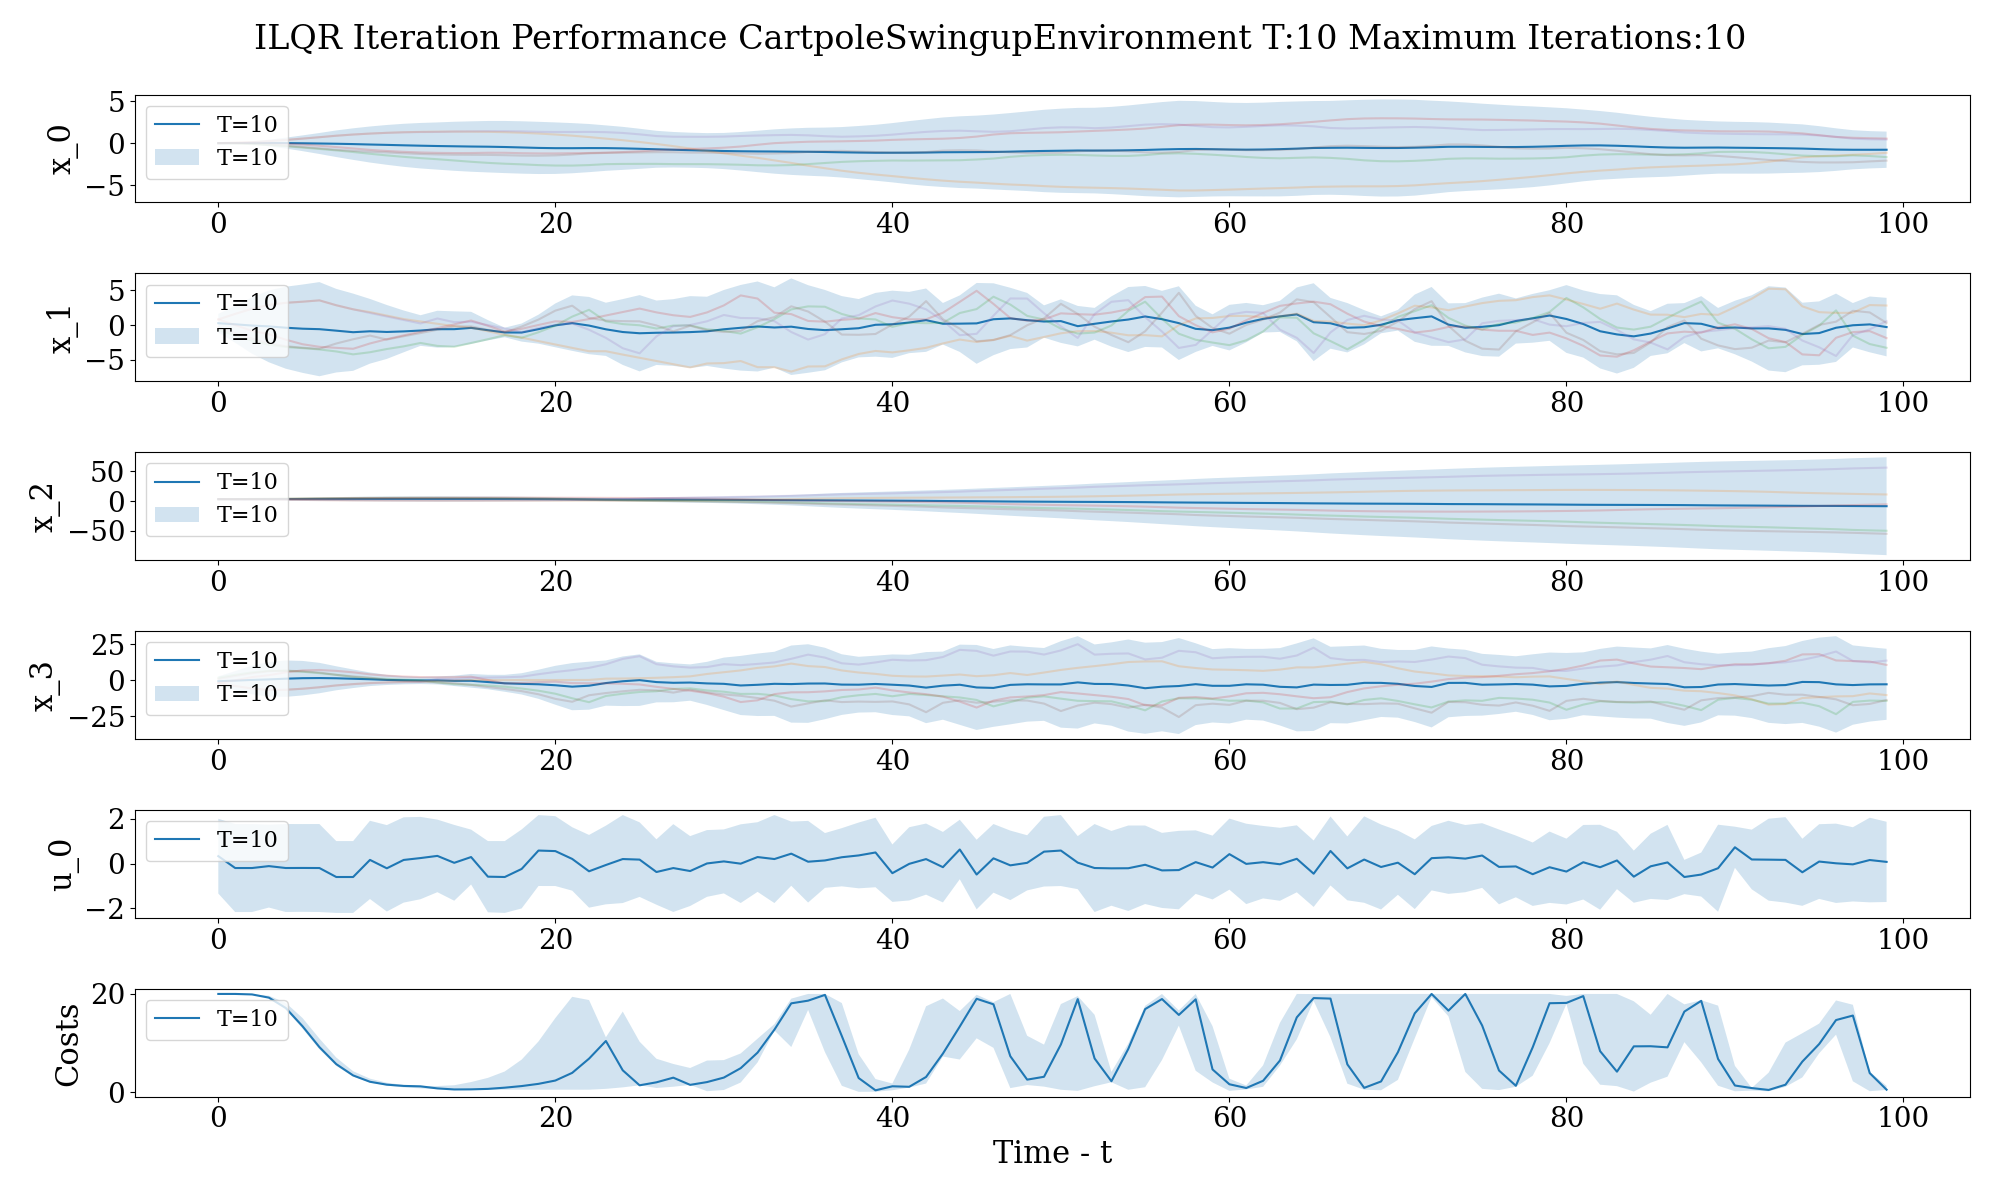 ILQR Iteration Performance CartpoleSwingupEnvironment T:10 Maximum Iterations:10
x_0
5
0
−5
T=10
T=10
0 20 40 60 80 100
x_1
5
0
−5
T=10
T=10
0 20 40 60 80 100
x_2
50
0
−50
T=10
T=10
0 20 40 60 80 100
x_3
25
0
−25
T=10
T=10
0 20 40 60 80 100
u_0
2
0
−2
T=10
0 20 40 60 80 100
Costs
20
0
T=10
0 20 40 60 80 100
Time - t